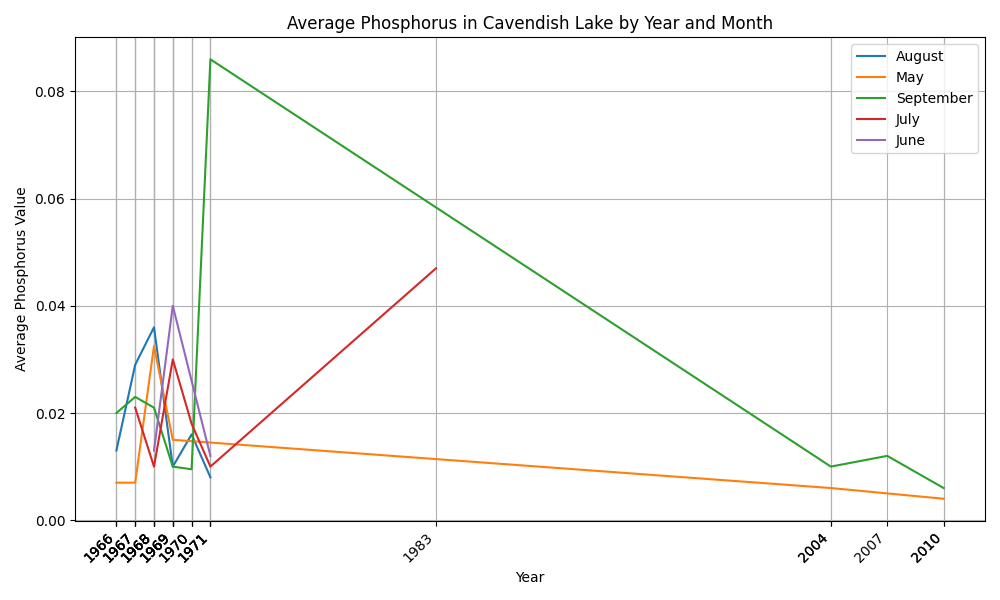 Average Phosphorus in Cavendish Lake by Year and Month
Average Phosphorus Value
0.08
0.06
0.04
0.02
0.00
August
May
September
July
June
1966
1967
1968
1969
1970
1971
1983
2004
2007
2010
Year